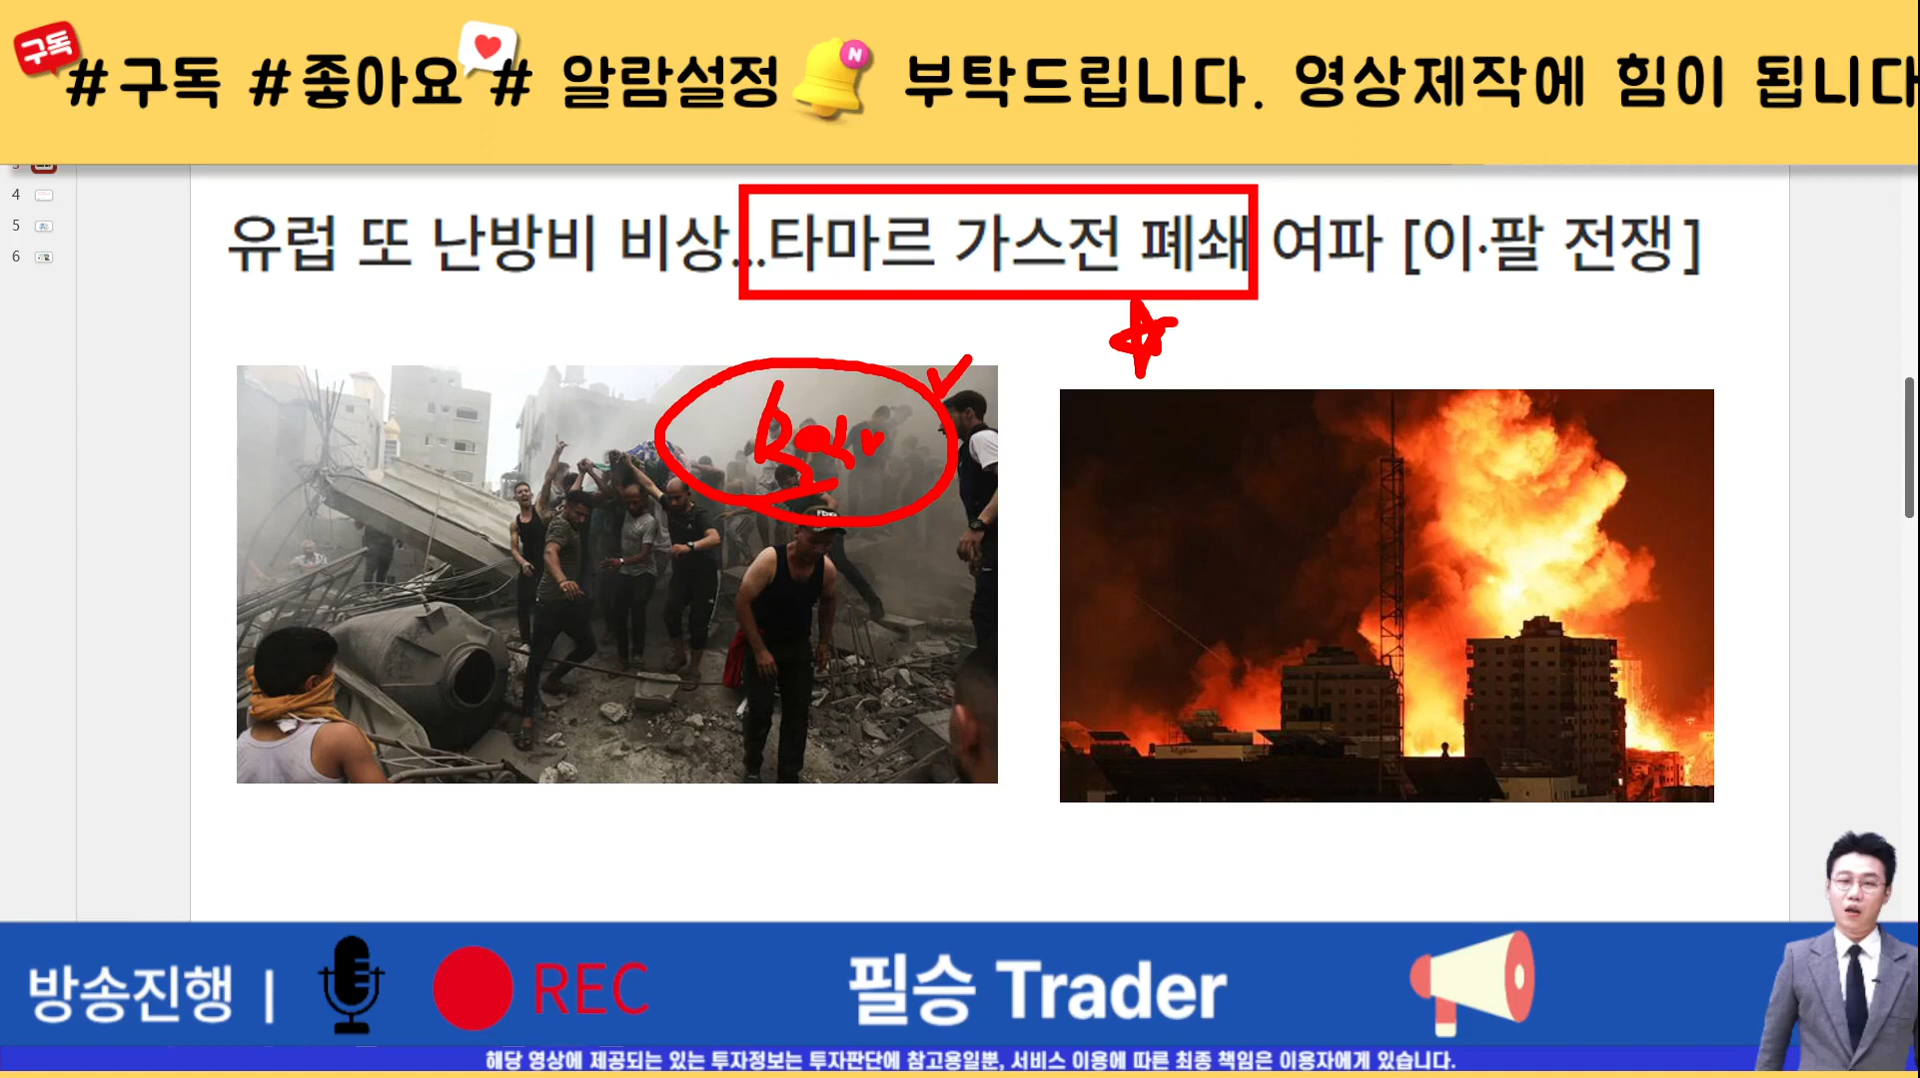 구독
#구독 #좋아요 # 알람설정 N 부탁드립니다. 영상제작에 힘이 됩니다
4
5
6
유럽 또 난방비 비상...타마르 가스전 폐쇄 여파 [이·팔 전쟁]
방송진행 | REC 필승 Trader
해당 영상에 제공되는 있는 투자정보는 투자판단에 참고용일뿐, 서비스 이용에 따른 최종 책임은 이용자에게 있습니다.